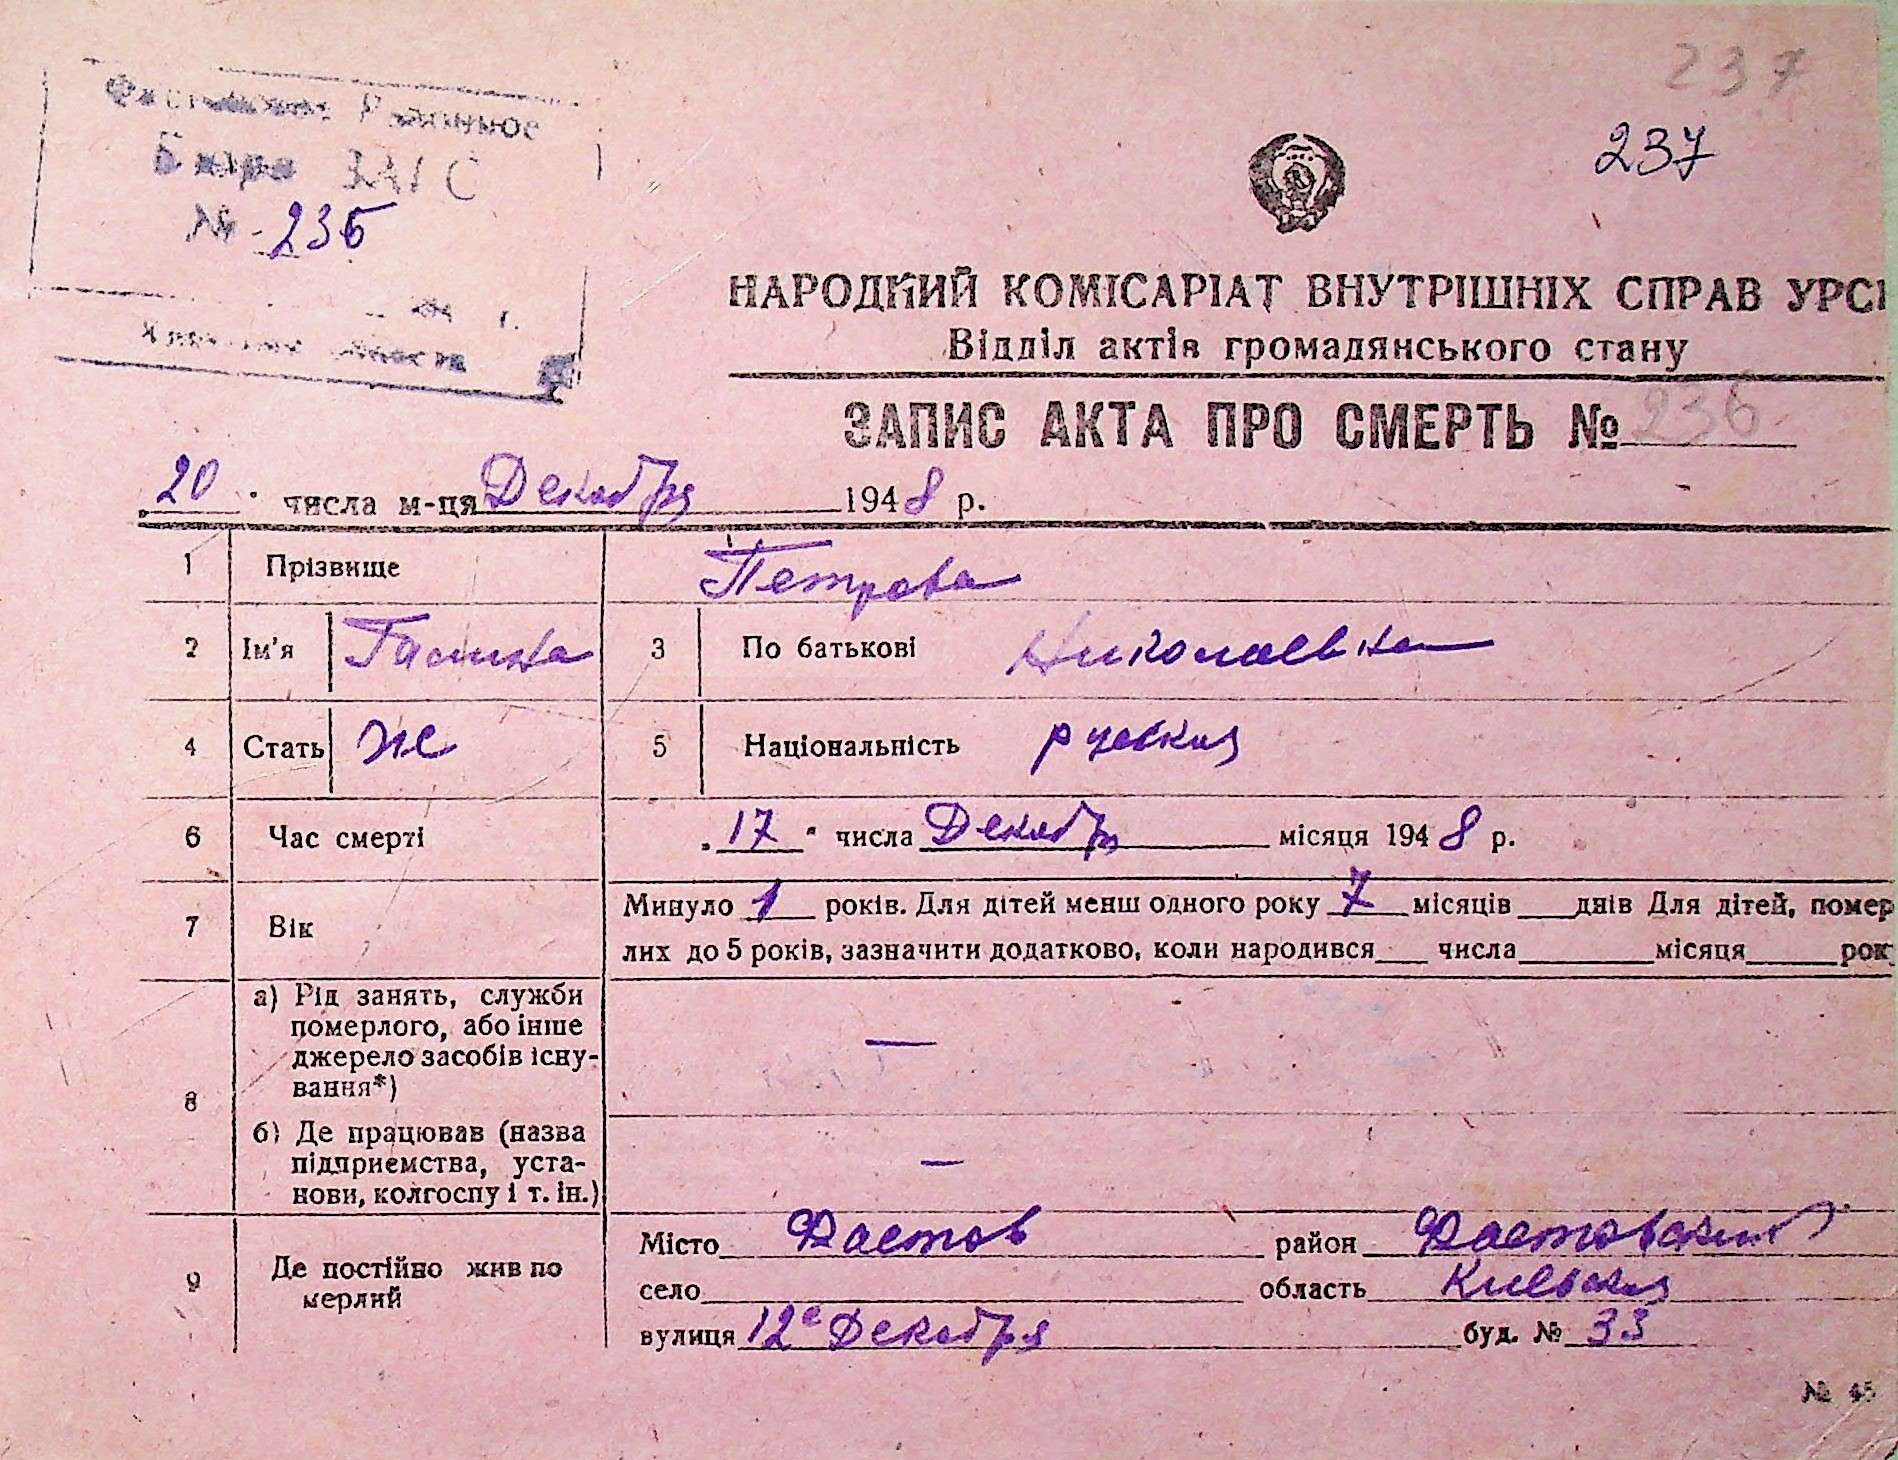 237
237
Районное
Бюро ЗАГС
№ 236
области
НАРОДНИЙ КОМІСАРІАТ ВНУТРІШНІХ СПРАВ УРСР
Відділ актів громадянського стану
ЗАПИС АКТА ПРО СМЕРТЬ № 236
„20" числа м-ця Декабря 1948 р.
1 Прізвище Петрова
2 Ім'я Галина 3 По батькові Николаевна
4 Стать Ж 5 Національність русская
6 Час смерті „17" числа Декабря місяця 1948 р.
7 Вік Минуло 1 років. Для дітей менш одного року 7 місяців ___ днів Для дітей, помер
лих до 5 років, зазначити додатково, коли народився ___ числа ___ місяця ___ рок
8 а) Рід занять, служби
померлого, або інше
джерело засобів існу-
вання*) —
б) Де працював (назва
підприємства, уста-
нови, колгоспу і т. ін.) —
9 Де постійно жив по
мерлий
Місто Фастов район Фастовский
село область Киевская
вулиця 12е Декабря буд. № 33
№ 45